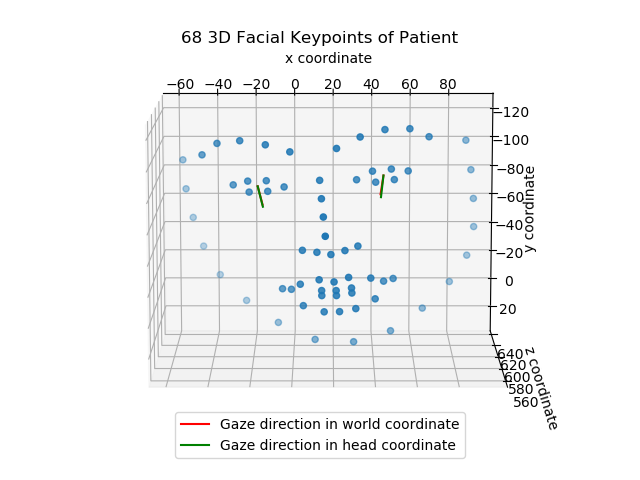 68 3D Facial Keypoints of Patient
x coordinate
−60 −40 −20 0 20 40 60 80
−120
−100
−80
−60
−40
−20
0
20
y coordinate
640
620
600
580
560
z coordinate
Gaze direction in world coordinate
Gaze direction in head coordinate